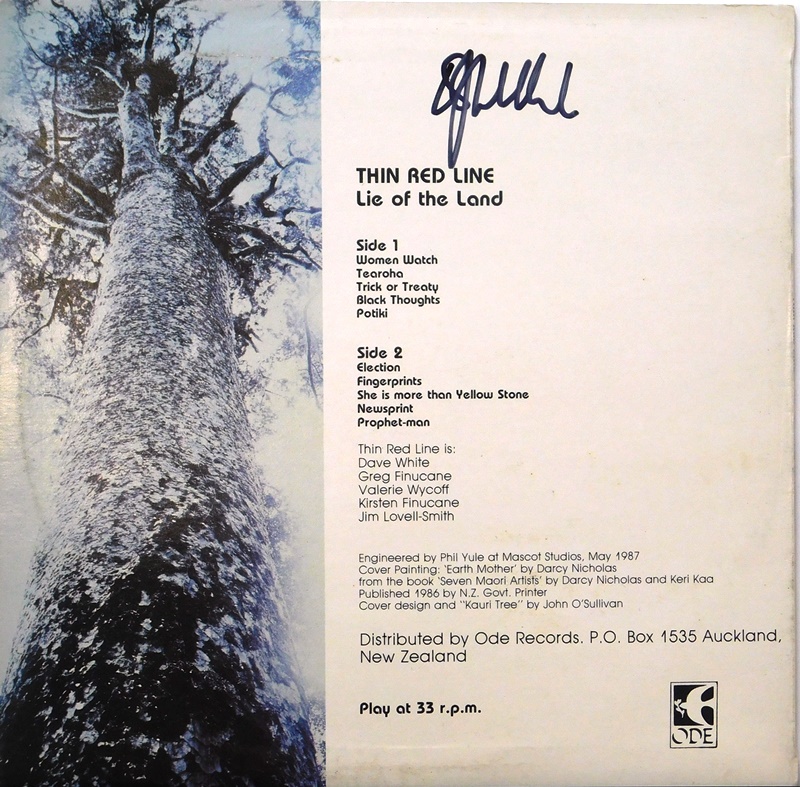 THIN RED LINE
Lie of the Land
Side 1
Women Watch
Tearoha
Trick or Treaty
Black Thoughts
Potiki
Side 2
Election
Fingerprints
She is more than Yellow Stone
Newsprint
Prophet-man
Thin Red Line is:
Dave White
Greg Finucane
Valerie Wycoff
Kirsten Finucane
Jim Lovell-Smith
Engineered by Phil Yule at Mascot Studios, May 1987
Cover Painting: 'Earth Mother' by Darcy Nicholas
from the book 'Seven Maori Artists' by Darcy Nicholas and Keri Kaa
Published 1986 by N.Z. Govt. Printer
Cover design and "Kauri Tree" by John O'Sullivan
Distributed by Ode Records. P.O. Box 1535 Auckland,
New Zealand
Play at 33 r.p.m.
ODE